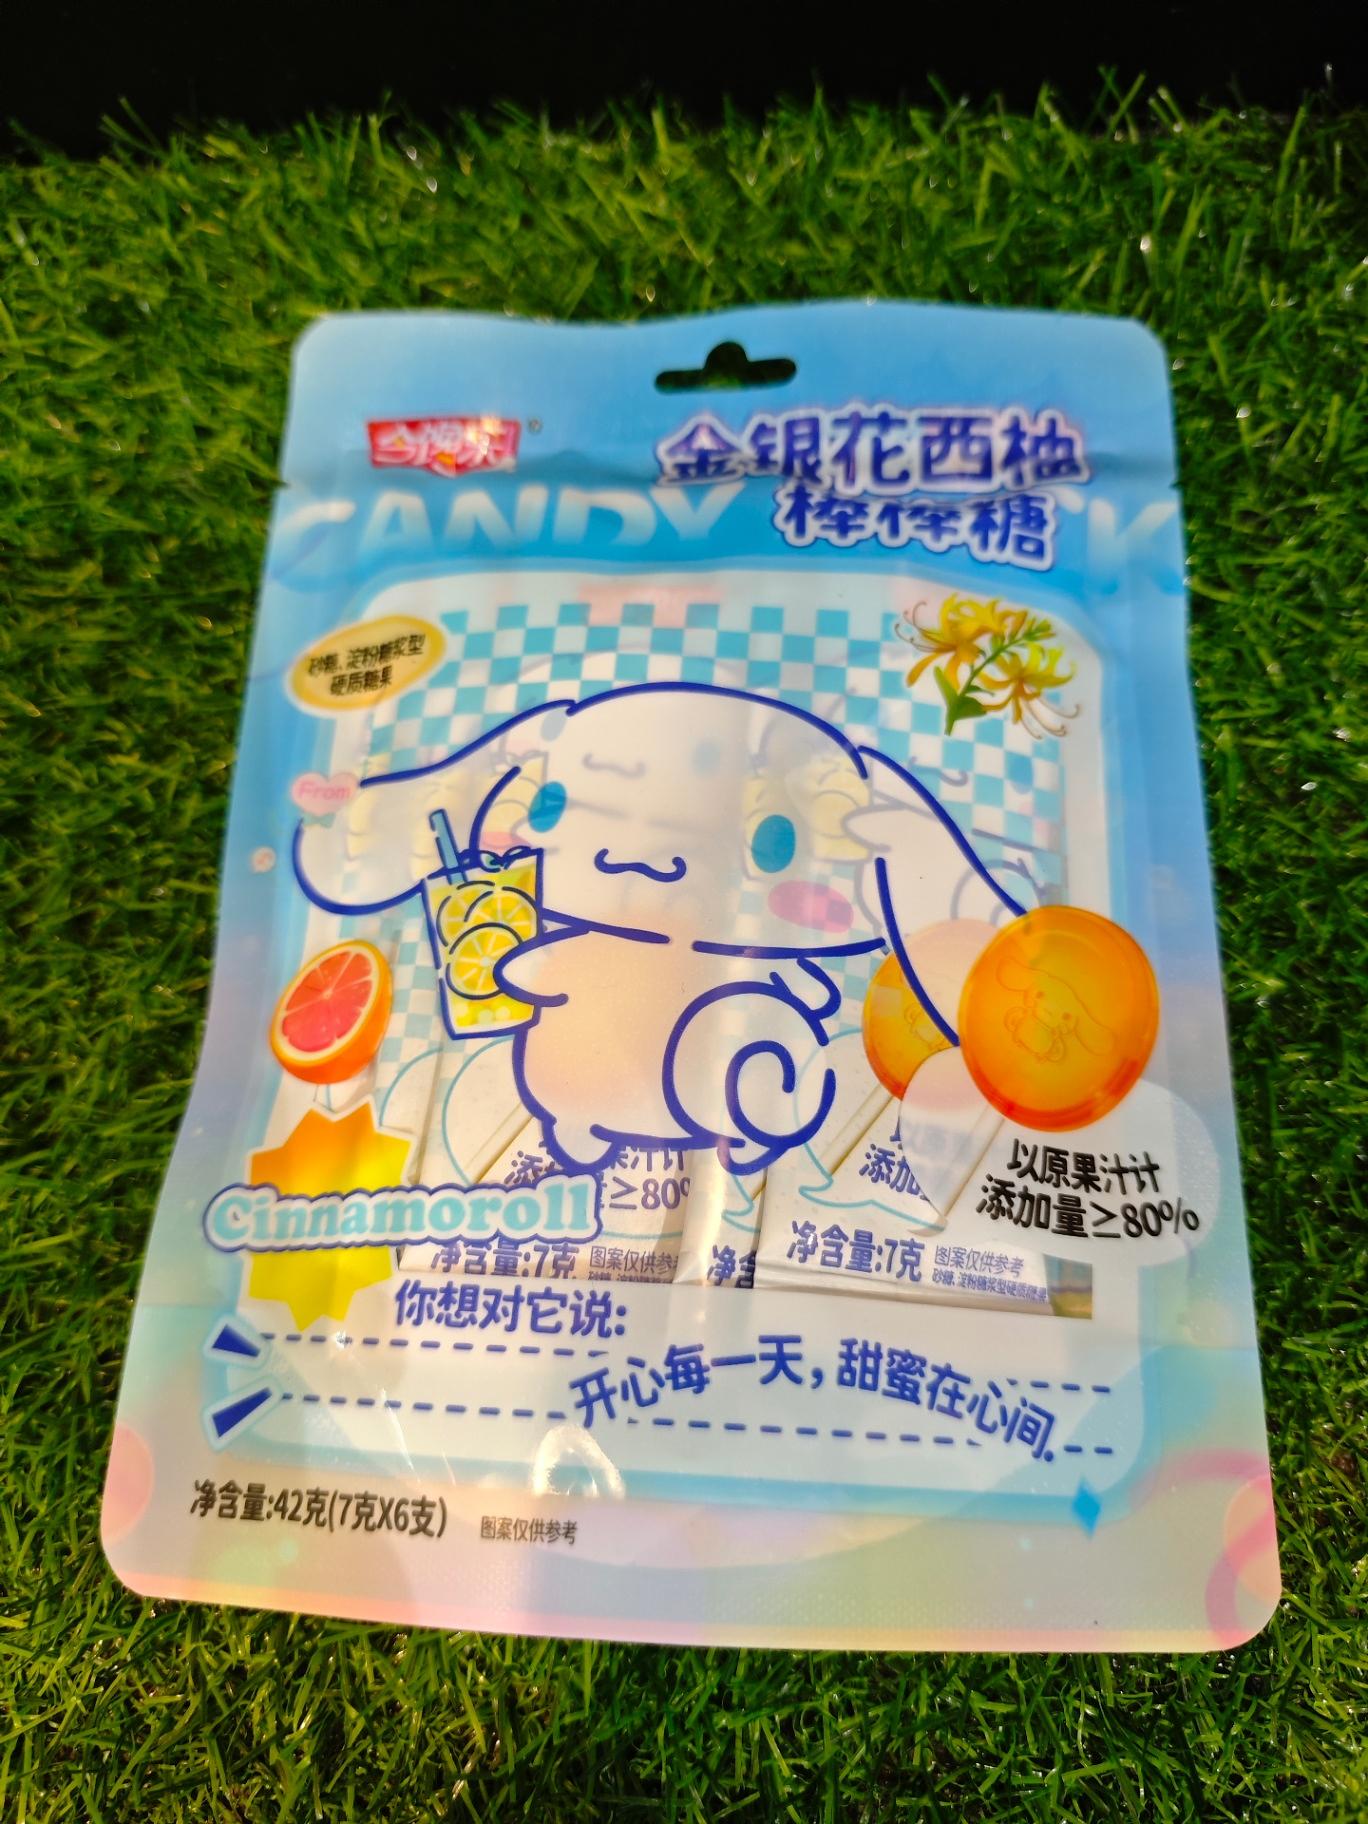 金银花西柚
棒棒糖
CANDY
砂糖、淀粉糖浆型
硬质糖果
From
以原果汁计
添加量≥80%
Cinnamoroll
净含量:7克
图案仅供参考
净含量:7克
图案仅供参考
砂糖、淀粉糖浆型硬质糖果
你想对它说:
开心每一天,甜蜜在心间.
净含量:42克(7克X6支)
图案仅供参考